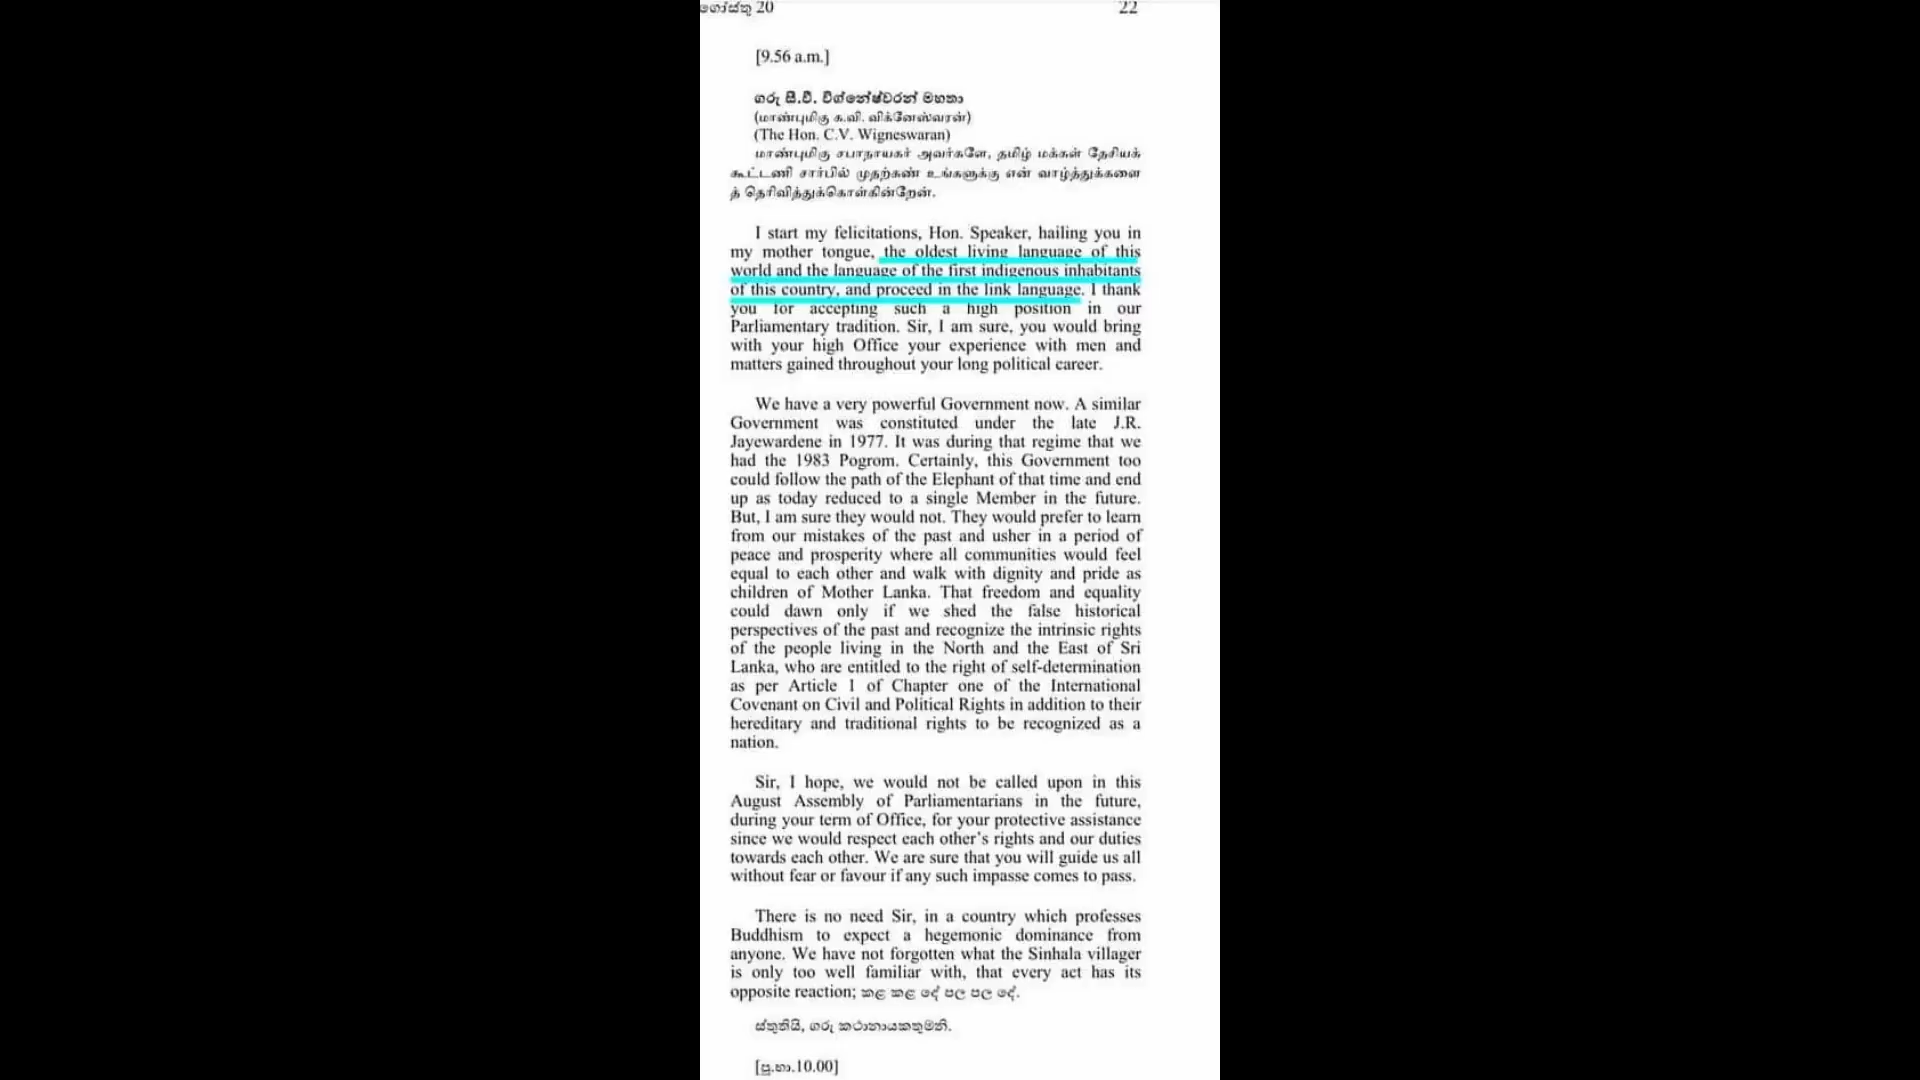 ගෝස්තු 20 22
[9.56 a.m.]
ගරු සී.වී. විග්නේෂ්වරන් මහතා
(மாண்புமிகு க.வி. விக்னேஸ்வரன்)
(The Hon. C.V. Wigneswaran)
மாண்புமிகு சபாநாயகர் அவர்களே, தமிழ் மக்கள் தேசியக்
கூட்டணி சார்பில் முதற்கண் உங்களுக்கு என் வாழ்த்துக்களை
த் தெரிவித்துக்கொள்கின்றேன்.
I start my felicitations, Hon. Speaker, hailing you in
my mother tongue, the oldest living language of this
world and the language of the first indigenous inhabitants
of this country, and proceed in the link language. I thank
you for accepting such a high position in our
Parliamentary tradition. Sir, I am sure, you would bring
with your high Office your experience with men and
matters gained throughout your long political career.
We have a very powerful Government now. A similar
Government was constituted under the late J.R.
Jayewardene in 1977. It was during that regime that we
had the 1983 Pogrom. Certainly, this Government too
could follow the path of the Elephant of that time and end
up as today reduced to a single Member in the future.
But, I am sure they would not. They would prefer to learn
from our mistakes of the past and usher in a period of
peace and prosperity where all communities would feel
equal to each other and walk with dignity and pride as
children of Mother Lanka. That freedom and equality
could dawn only if we shed the false historical
perspectives of the past and recognize the intrinsic rights
of the people living in the North and the East of Sri
Lanka, who are entitled to the right of self-determination
as per Article 1 of Chapter one of the International
Covenant on Civil and Political Rights in addition to their
hereditary and traditional rights to be recognized as a
nation.
Sir, I hope, we would not be called upon in this
August Assembly of Parliamentarians in the future,
during your term of Office, for your protective assistance
since we would respect each other's rights and our duties
towards each other. We are sure that you will guide us all
without fear or favour if any such impasse comes to pass.
There is no need Sir, in a country which professes
Buddhism to expect a hegemonic dominance from
anyone. We have not forgotten what the Sinhala villager
is only too well familiar with, that every act has its
opposite reaction; කළ කළ දේ පල පල දේ.
ස්තුතියි, ගරු කථානායකතුමනි.
[පූ.භා.10.00]